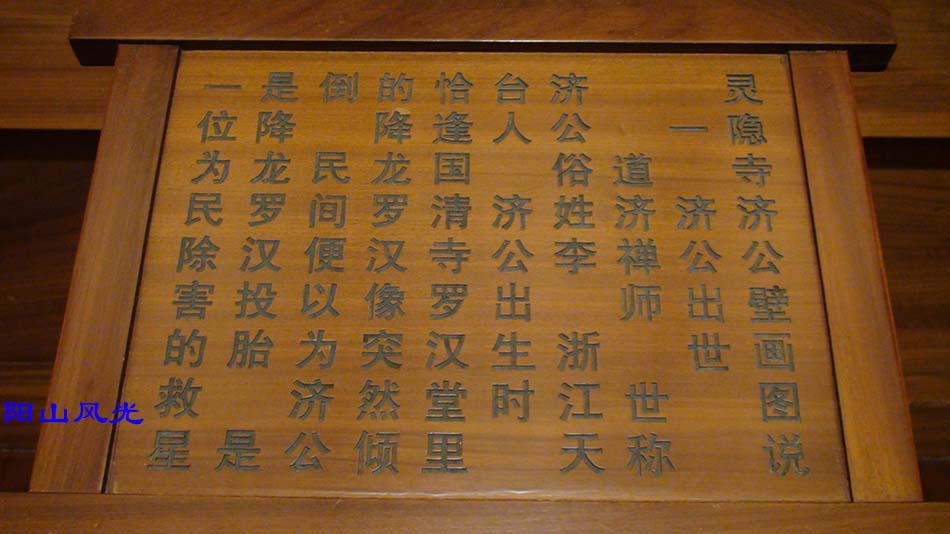 灵隐寺济公壁画图说
一 济公出世
道济禅师 世称
济公俗姓李 浙江天
台人 济公出生时
恰逢国清寺罗汉堂里
的降龙罗汉像突然倾
倒 民间便以为济公
是降龙罗汉投胎 是
一位为民除害的救星
阳山风光